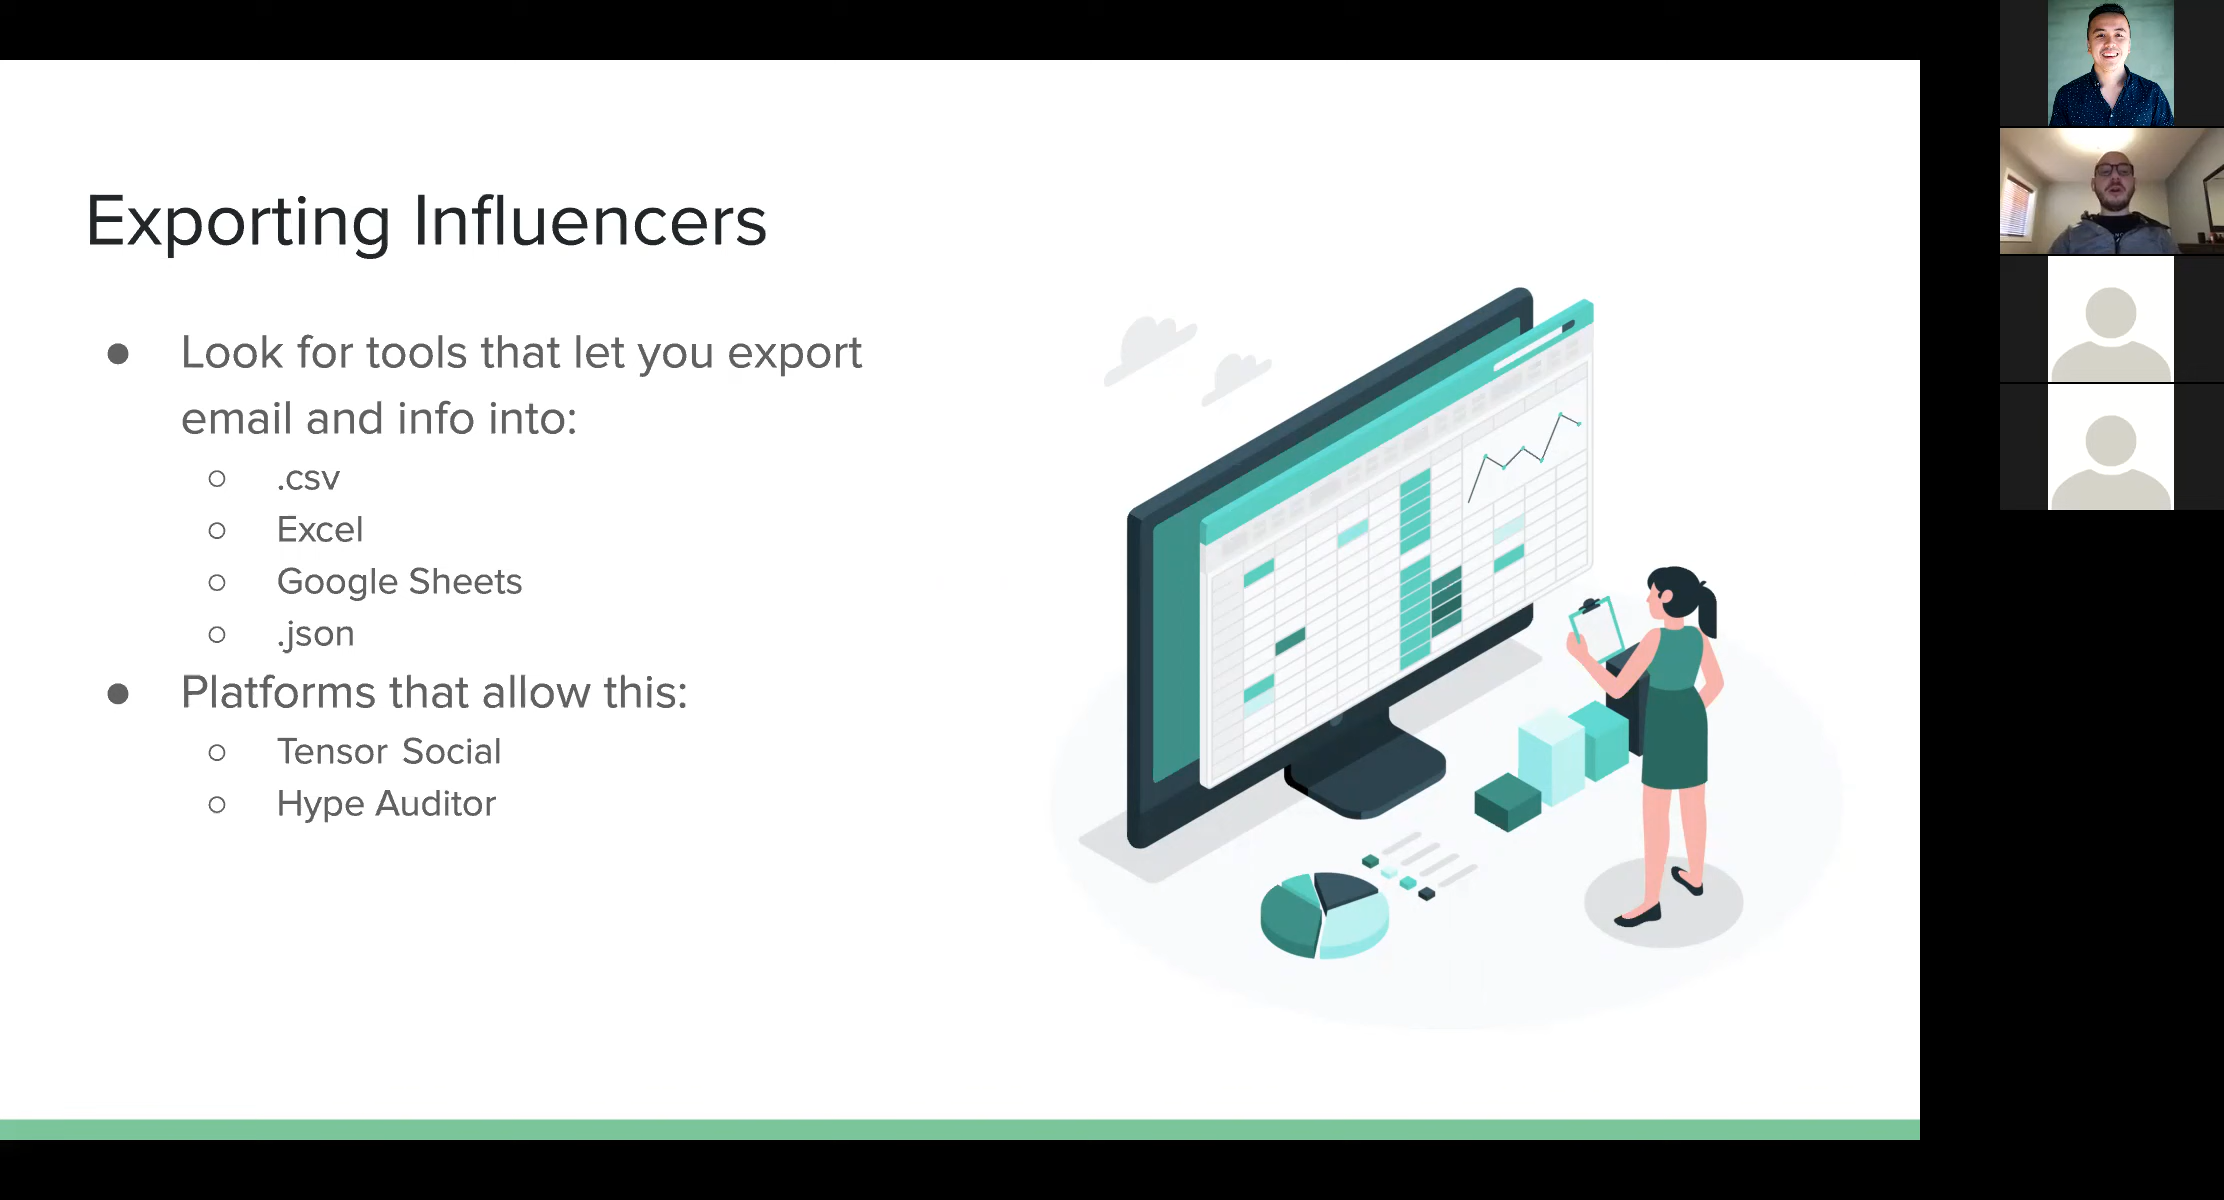 Exporting Influencers
● Look for tools that let you export
email and info into:
○ .csv
○ Excel
○ Google Sheets
○ .json
● Platforms that allow this:
○ Tensor Social
○ Hype Auditor